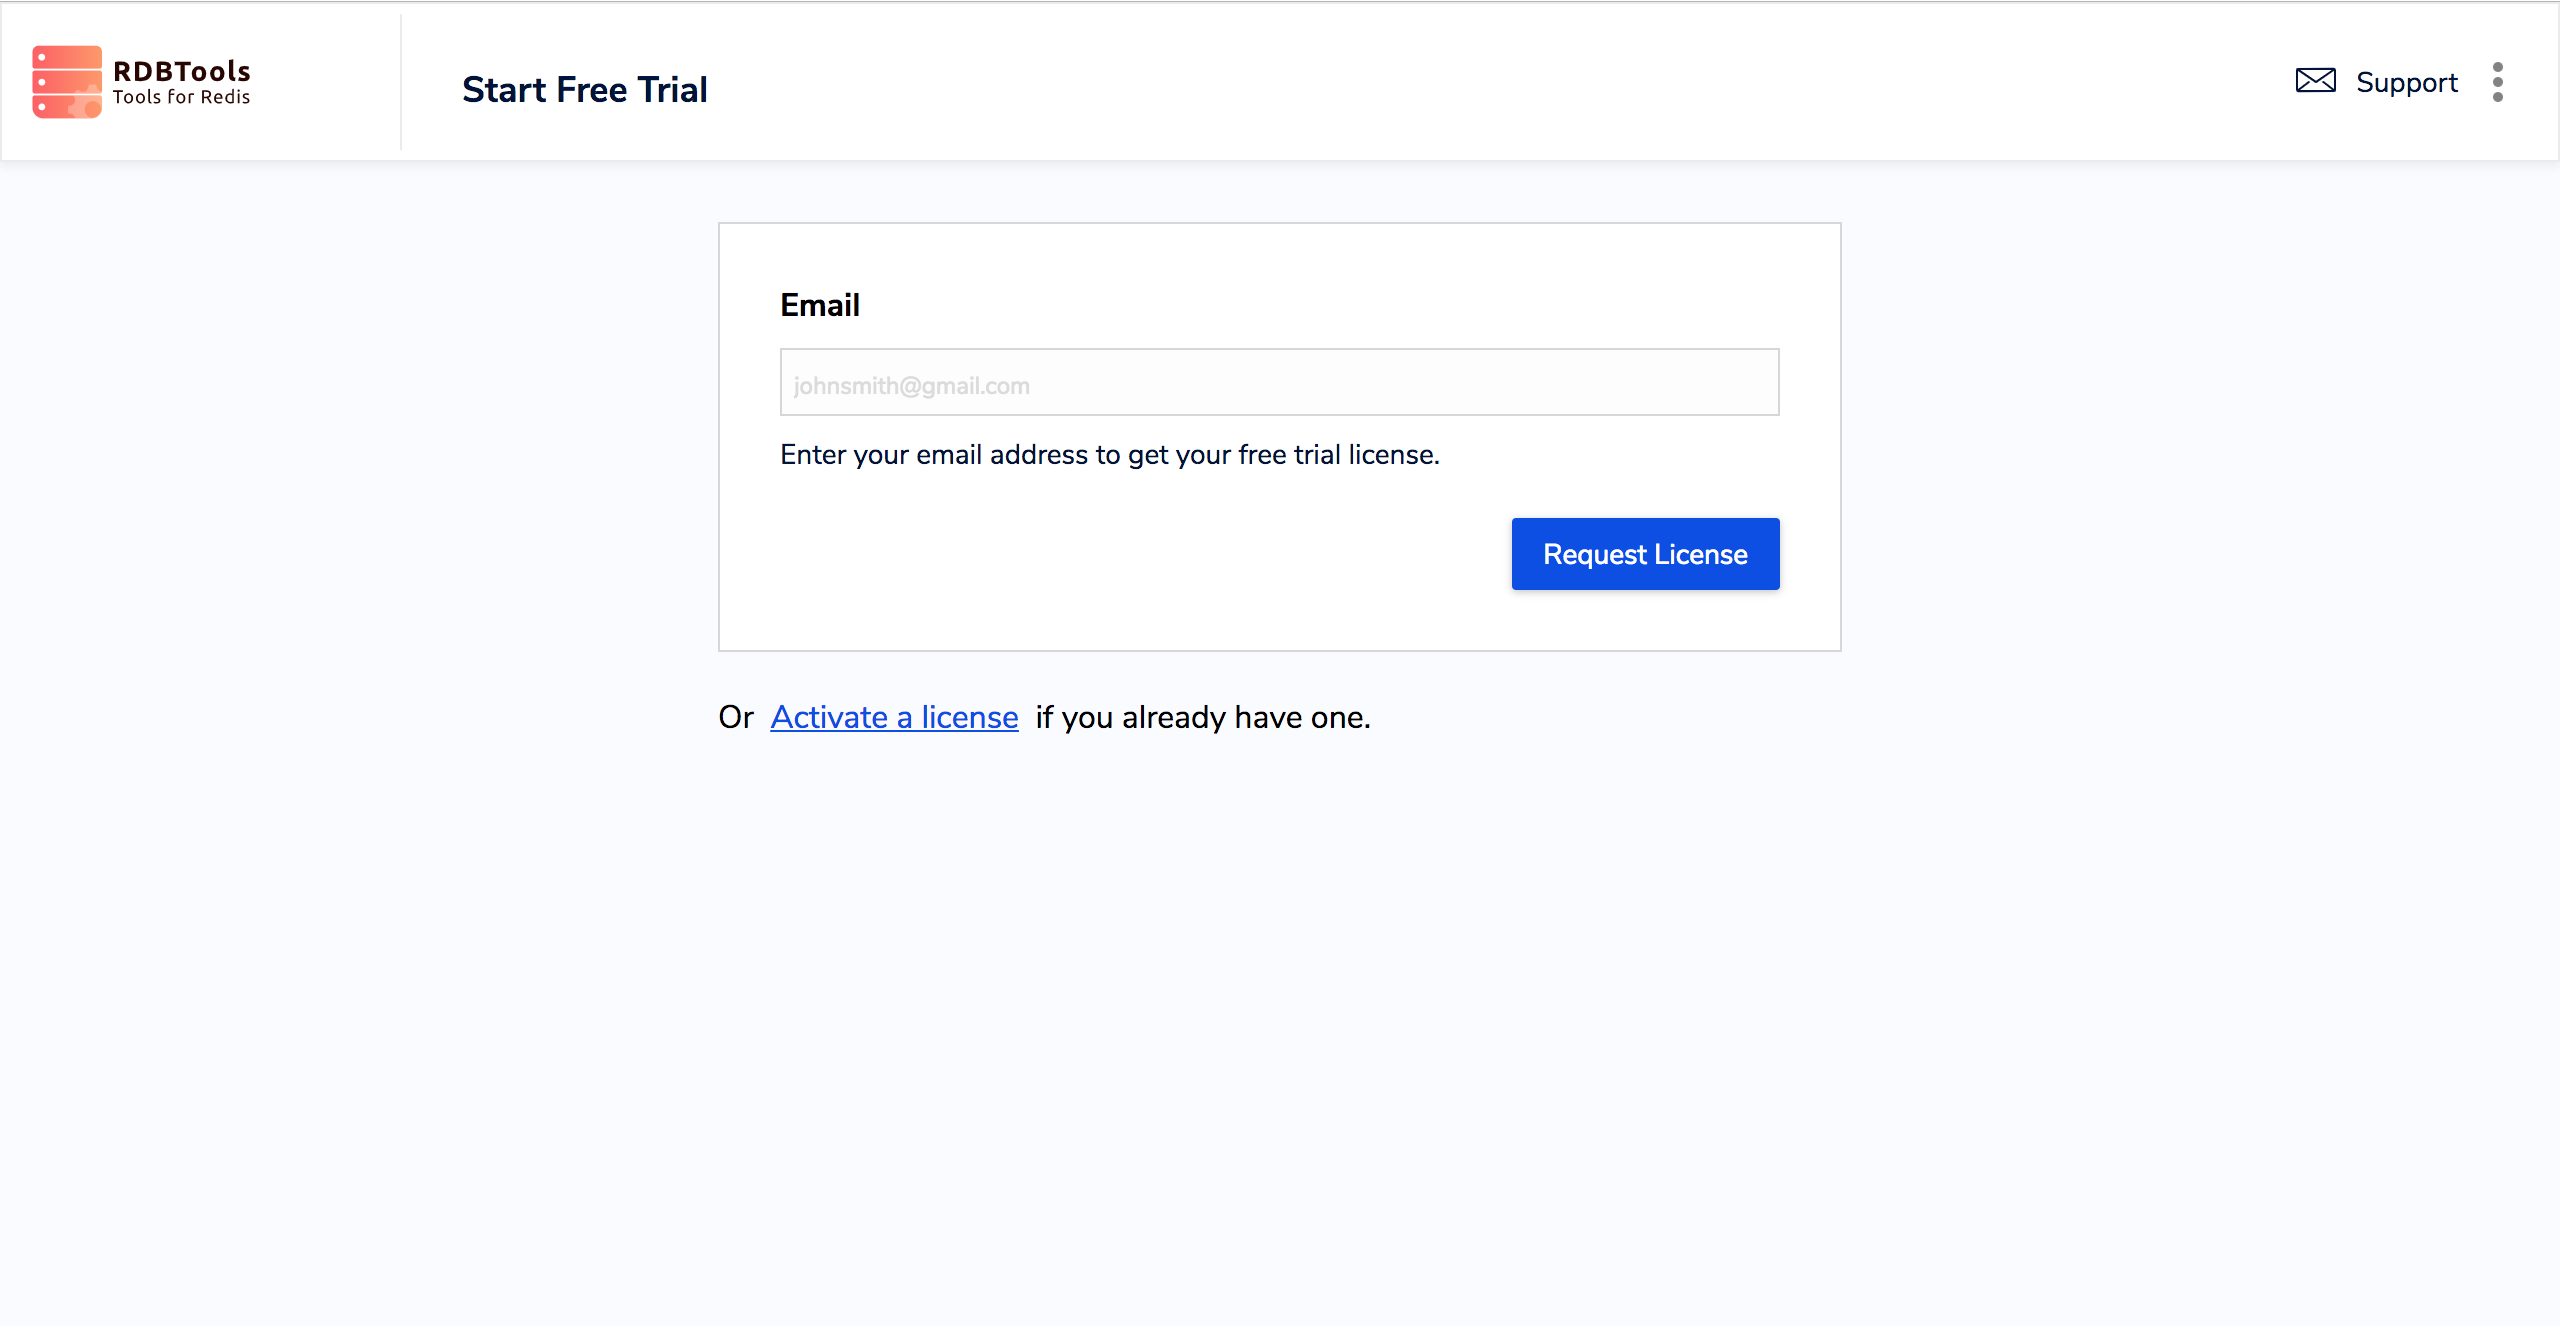 RDBTools
Tools for Redis
Start Free Trial
Support
Email
johnsmith@gmail.com
Enter your email address to get your free trial license.
Request License
Or Activate a license if you already have one.